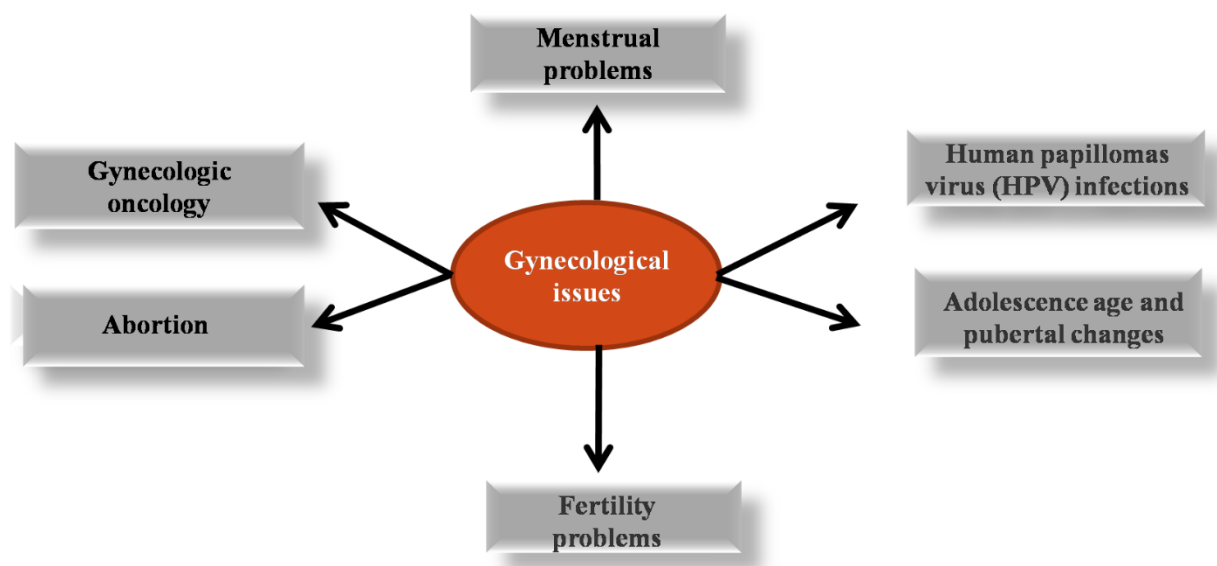 Menstrual
problems
Gynecologic
oncology
Human papillomas
virus (HPV) infections
Gynecological
issues
Abortion
Adolescence age and
pubertal changes
Fertility
problems